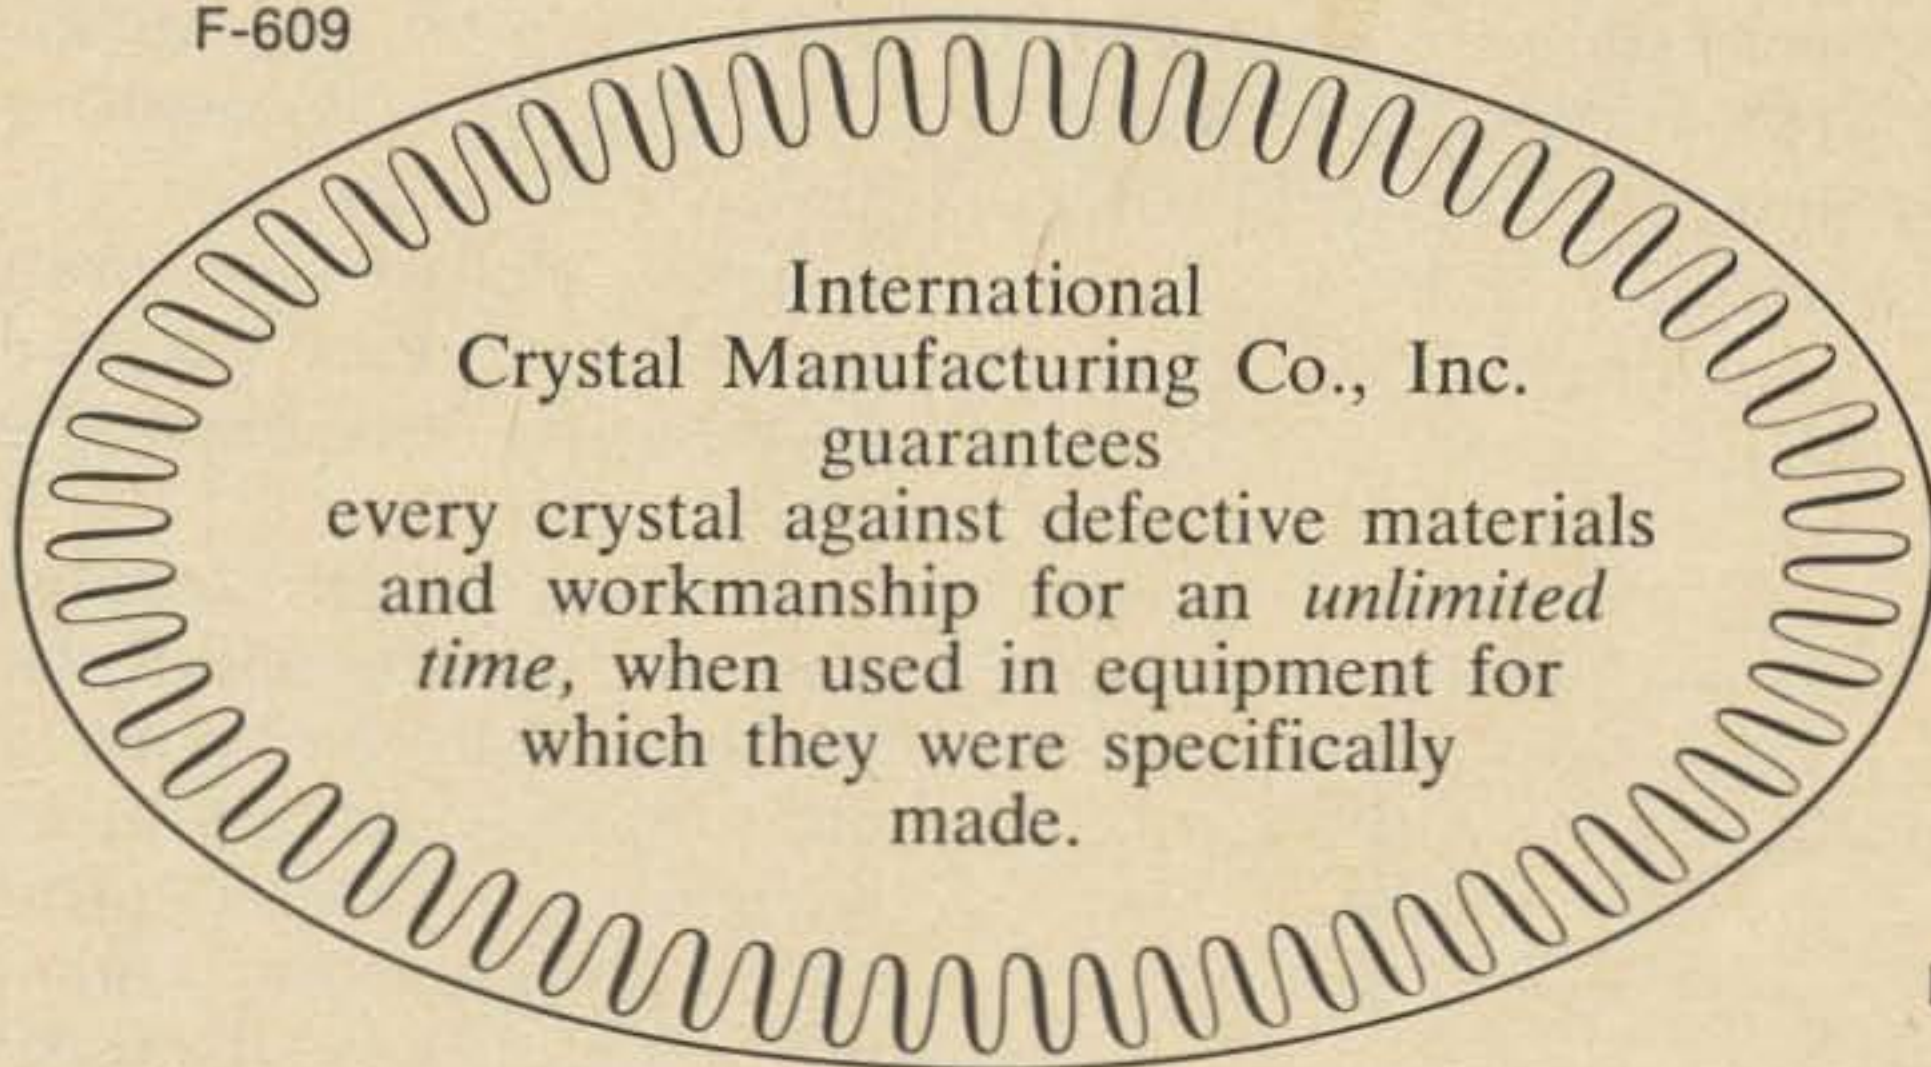 F-609
International
Crystal Manufacturing Co., Inc.
guarantees
every crystal against defective materials
and workmanship for an unlimited
time, when used in equipment for
which they were specifically
made.